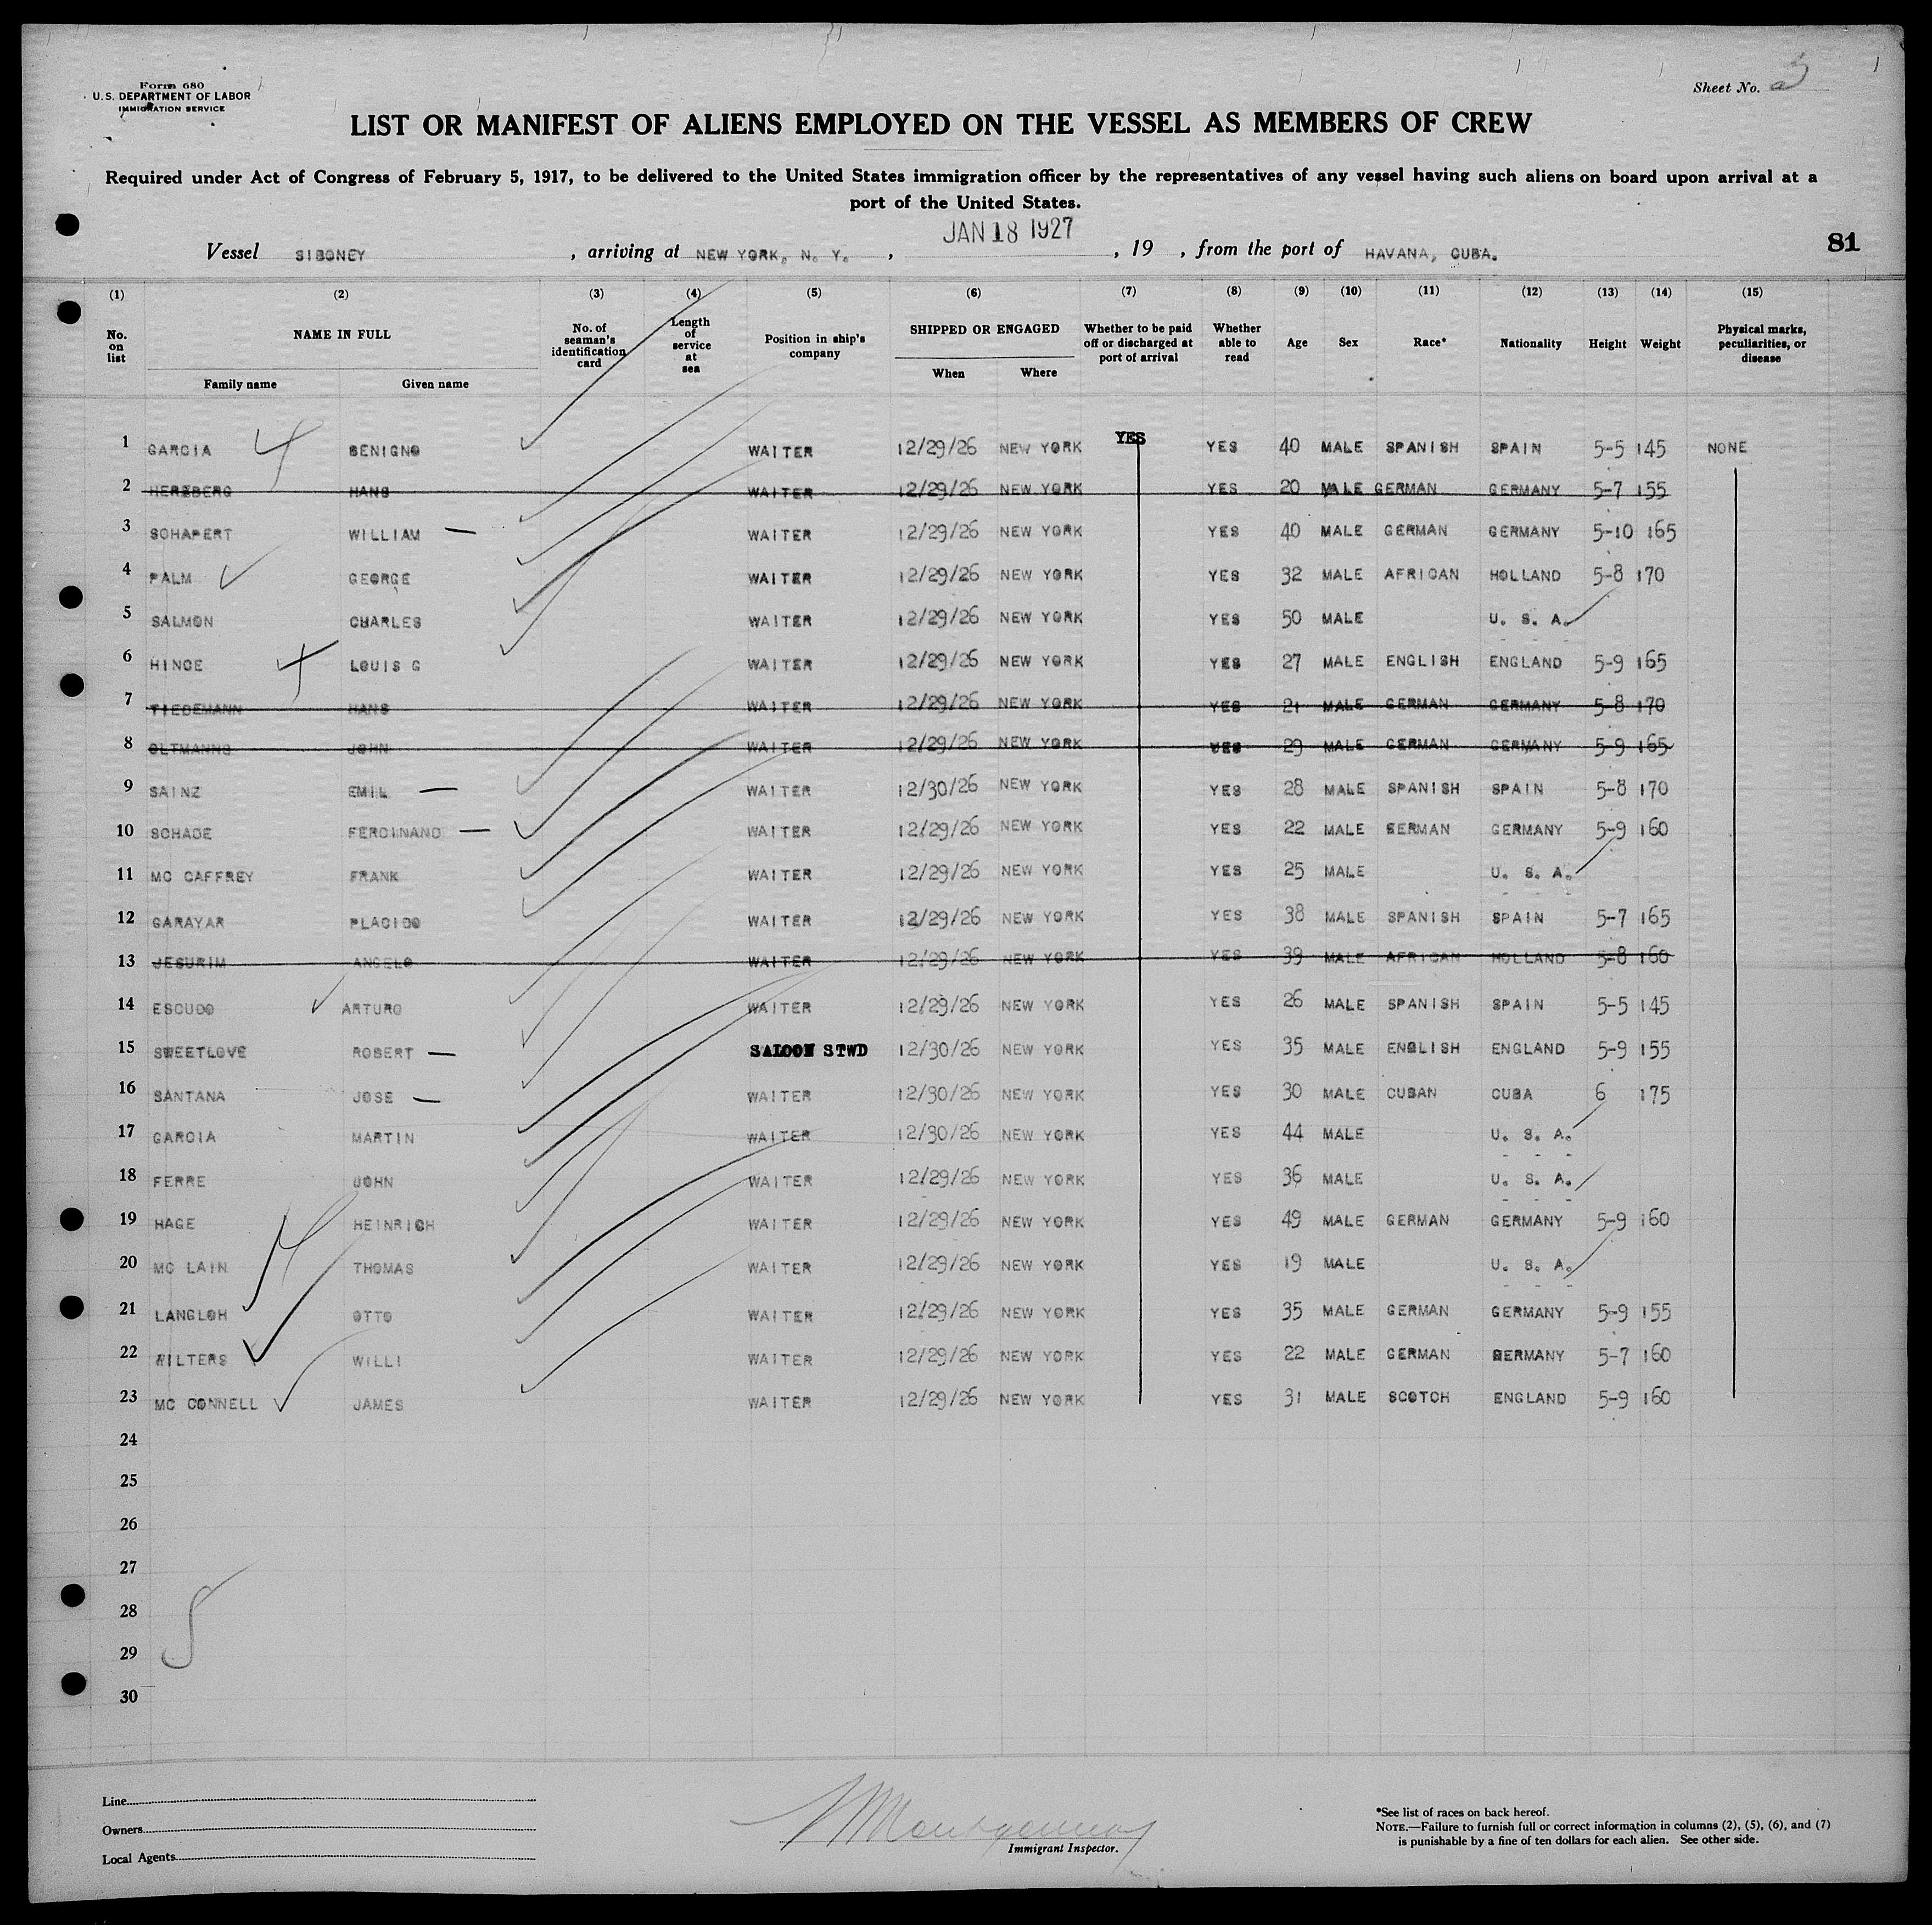 Form 680
U.S. DEPARTMENT OF LABOR
IMMIGRATION SERVICE
Sheet No.
LIST OR MANIFEST OF ALIENS EMPLOYED ON THE VESSEL AS MEMBERS OF CREW
Required under Act of Congress of February 5, 1917, to be delivered to the United States immigration officer by the representatives of any vessel having such aliens on board upon arrival at a
port of the United States.
JAN 18 1927
Vessel SIBONEY , arriving at NEW YORK, N. Y. , , 19 , from the port of HAVANA, CUBA. 81
(1) (2) (3) (4) (5) (6) (7) (8) (9) (10) (11) (12) (13) (14) (15)
No. on list NAME IN FULL Family name Given name No. of seaman's identification card Length of service at sea Position in ship's company SHIPPED OR ENGAGED When Where Whether to be paid off or discharged at port of arrival Whether able to read Age Sex Race* Nationality Height Weight Physical marks, peculiarities, or disease
1 GARCIA BENIGNO WAITER 12/29/26 NEW YORK YES YES 40 MALE SPANISH SPAIN 5-5 145 NONE
2 HERZBERG HANS WAITER 12/29/26 NEW YORK YES 20 MALE GERMAN GERMANY 5-7 155
3 SCHAPERT WILLIAM — WAITER 12/29/26 NEW YORK YES 40 MALE GERMAN GERMANY 5-10 165
4 PALM GEORGE WAITER 12/29/26 NEW YORK YES 32 MALE AFRICAN HOLLAND 5-8 170
5 SALMON CHARLES WAITER 12/29/26 NEW YORK YES 50 MALE U. S. A.
6 HINCE LOUIS G WAITER 12/29/26 NEW YORK YES 27 MALE ENGLISH ENGLAND 5-9 165
7 TIEDEMANN HANS WAITER 12/29/26 NEW YORK YES 21 MALE GERMAN GERMANY 5-8 170
8 OLTMANNS JOHN WAITER 12/29/26 NEW YORK YES 29 MALE GERMAN GERMANY 5-9 165
9 SAINZ EMIL — WAITER 12/30/26 NEW YORK YES 28 MALE SPANISH SPAIN 5-8 170
10 SCHADE FERDINAND — WAITER 12/29/26 NEW YORK YES 22 MALE GERMAN GERMANY 5-9 160
11 MC CAFFREY FRANK WAITER 12/29/26 NEW YORK YES 25 MALE U. S. A.
12 GARAYAR PLACIDO WAITER 12/29/26 NEW YORK YES 38 MALE SPANISH SPAIN 5-7 165
13 JESURIM ANGELO WAITER 12/29/26 NEW YORK YES 39 MALE AFRICAN HOLLAND 5-8 160
14 ESCUDO ARTURO WAITER 12/29/26 NEW YORK YES 26 MALE SPANISH SPAIN 5-5 145
15 SWEETLOVE ROBERT — SALOON STWD 12/30/26 NEW YORK YES 35 MALE ENGLISH ENGLAND 5-9 155
16 SANTANA JOSE — WAITER 12/30/26 NEW YORK YES 30 MALE CUBAN CUBA 6 175
17 GARCIA MARTIN WAITER 12/30/26 NEW YORK YES 44 MALE U. S. A.
18 FERRE JOHN WAITER 12/29/26 NEW YORK YES 36 MALE U. S. A.
19 HAGE HEINRICH WAITER 12/29/26 NEW YORK YES 49 MALE GERMAN GERMANY 5-9 160
20 MC LAIN THOMAS WAITER 12/29/26 NEW YORK YES 19 MALE U. S. A.
21 LANGLOH OTTO WAITER 12/29/26 NEW YORK YES 35 MALE GERMAN GERMANY 5-9 155
22 WILTERS WILLI WAITER 12/29/26 NEW YORK YES 22 MALE GERMAN GERMANY 5-7 160
23 MC CONNELL JAMES WAITER 12/29/26 NEW YORK YES 31 MALE SCOTCH ENGLAND 5-9 160
24
25
26
27
28
29
30
Line
Owners
Local Agents
Montgomery
Immigrant Inspector.
*See list of races on back hereof.
NOTE.—Failure to furnish full or correct information in columns (2), (5), (6), and (7)
is punishable by a fine of ten dollars for each alien. See other side.